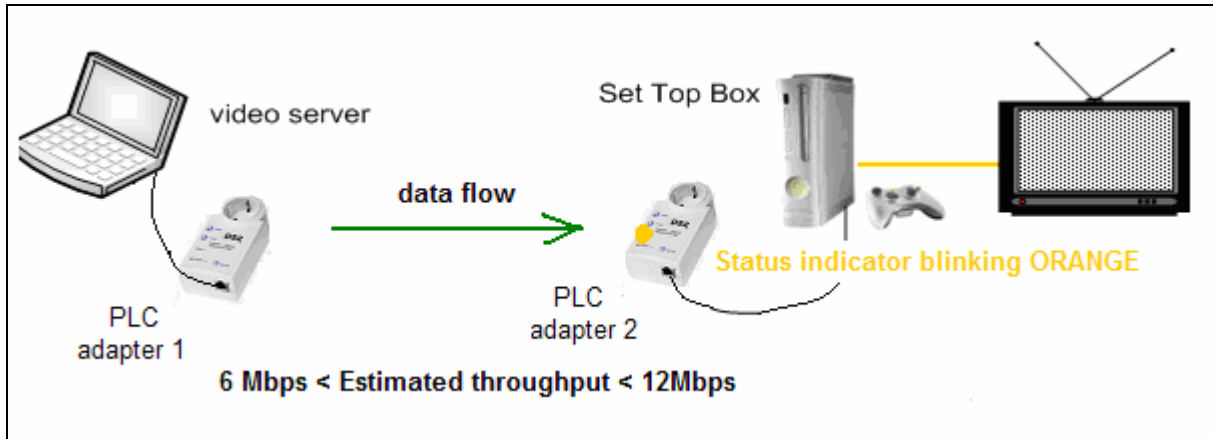 video server
Set Top Box
data flow
DS2
Status indicator blinking ORANGE
PLC
adapter 1
PLC
adapter 2
6 Mbps < Estimated throughput < 12Mbps